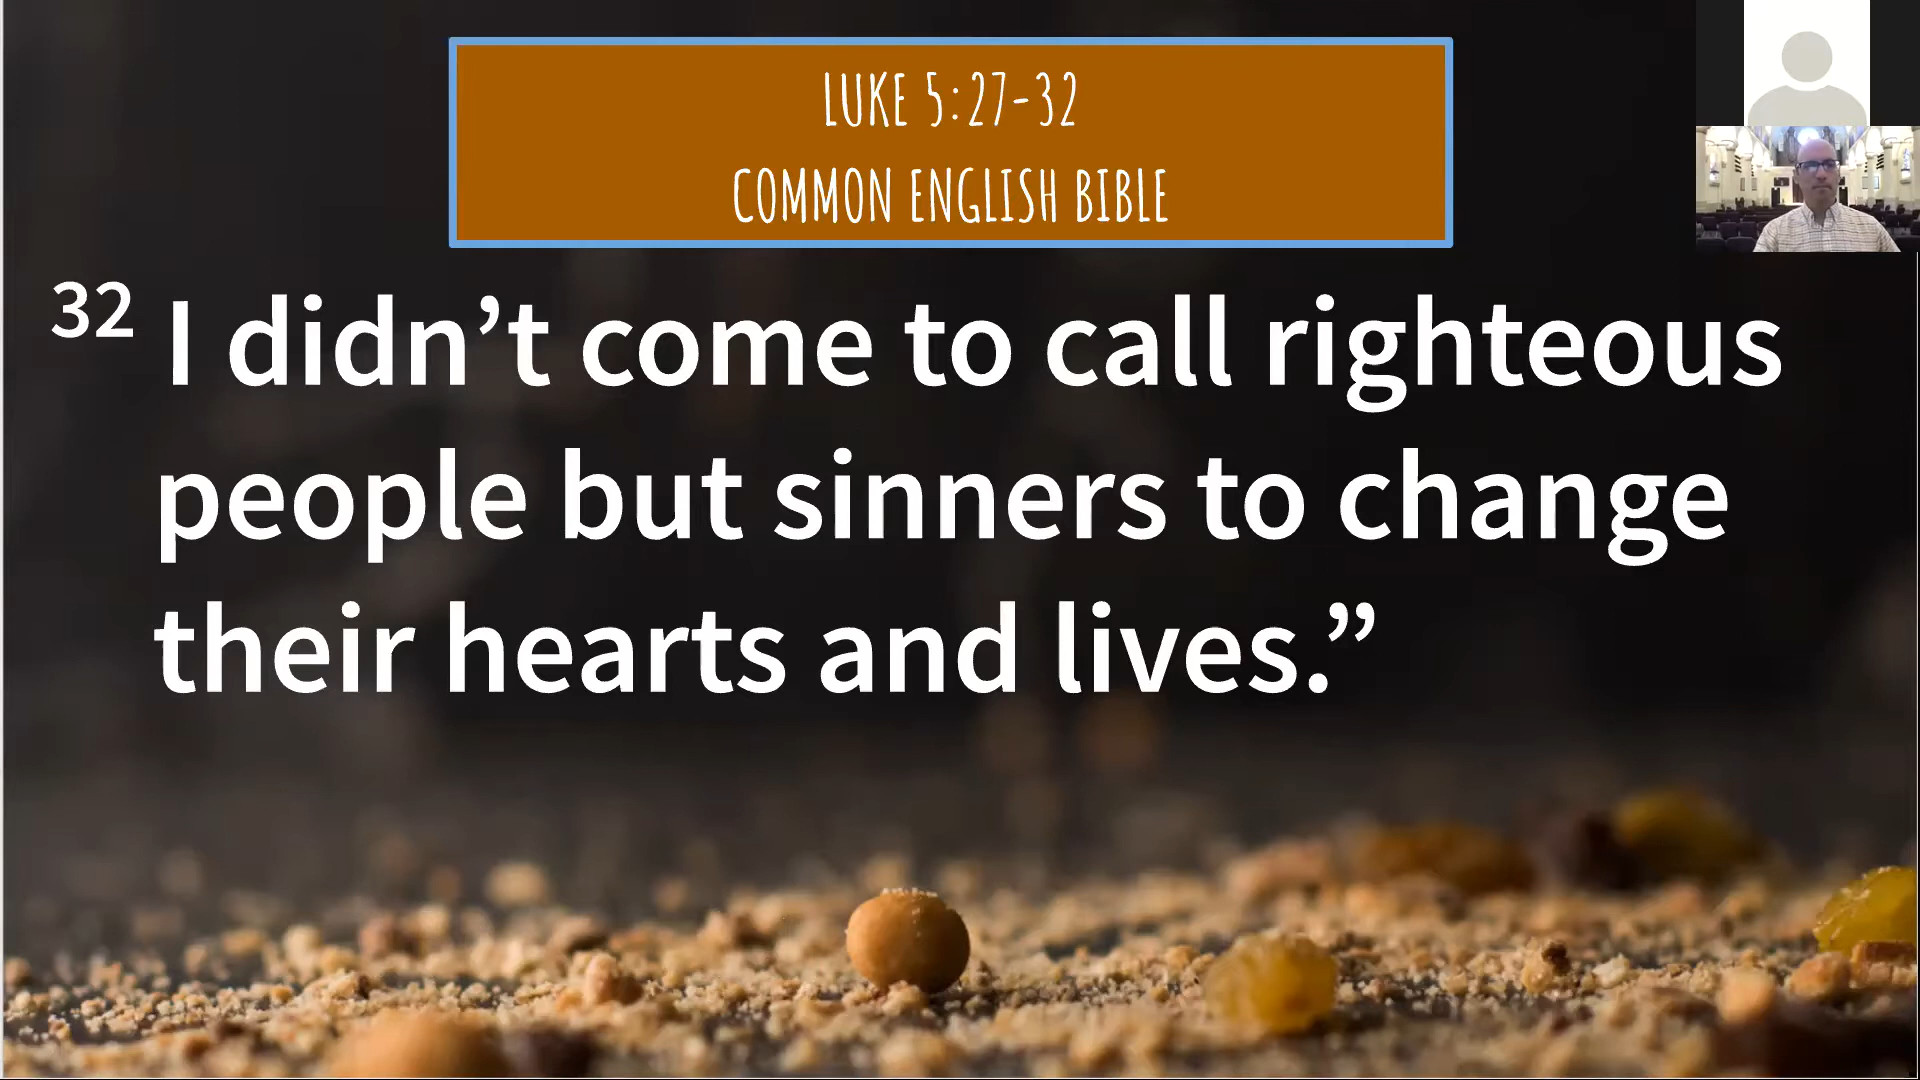 LUKE 5:27-32
COMMON ENGLISH BIBLE
32 I didn’t come to call righteous
people but sinners to change
their hearts and lives.”